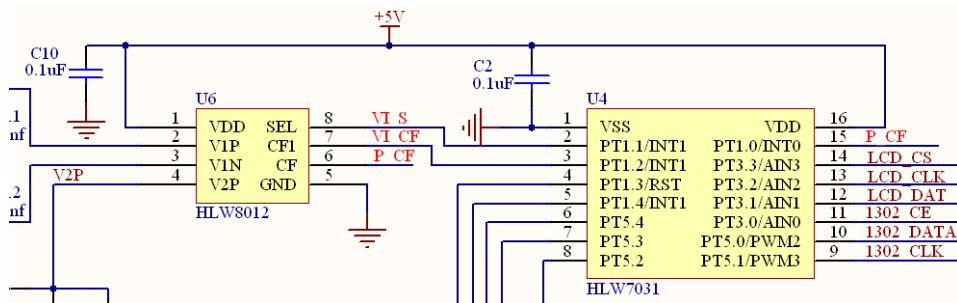 +5V
C10
0.1uF
C2
0.1uF
U6
U4
1 VDD SEL 8 VI_S
2 V1P CF1 7 VI_CF
3 V1N CF 6 P_CF
V2P 4 V2P GND 5
HLW8012
1 VSS VDD 16
2 PT1.1/INT1 PT1.0/INT0 15 P_CF
3 PT1.2/INT1 PT3.3/AIN3 14 LCD_CS
4 PT1.3/RST PT3.2/AIN2 13 LCD_CLK
5 PT1.4/INT1 PT3.1/AIN1 12 LCD_DAT
6 PT5.4 PT3.0/AIN0 11 1302_CE
7 PT5.3 PT5.0/PWM2 10 1302_DATA
8 PT5.2 PT5.1/PWM3 9 1302_CLK
HLW7031